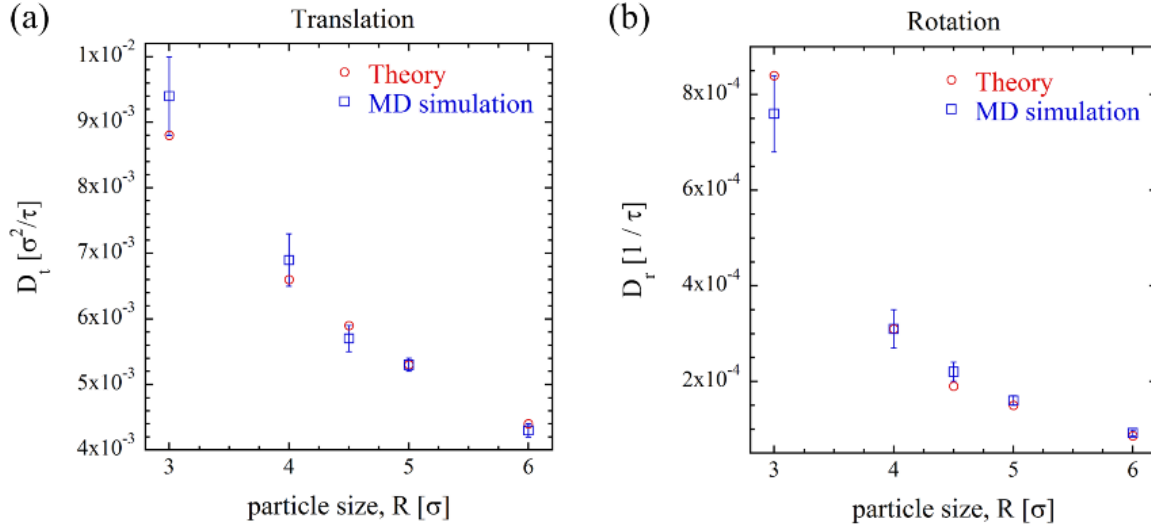 (a)
Translation
1x10⁻²
9x10⁻³
8x10⁻³
7x10⁻³
6x10⁻³
5x10⁻³
4x10⁻³
Dₜ [σ²/τ]
Theory
MD simulation
3 4 5 6
particle size, R [σ]
(b)
Rotation
8x10⁻⁴
6x10⁻⁴
4x10⁻⁴
2x10⁻⁴
Dᵣ [1 / τ]
Theory
MD simulation
3 4 5 6
particle size, R [σ]